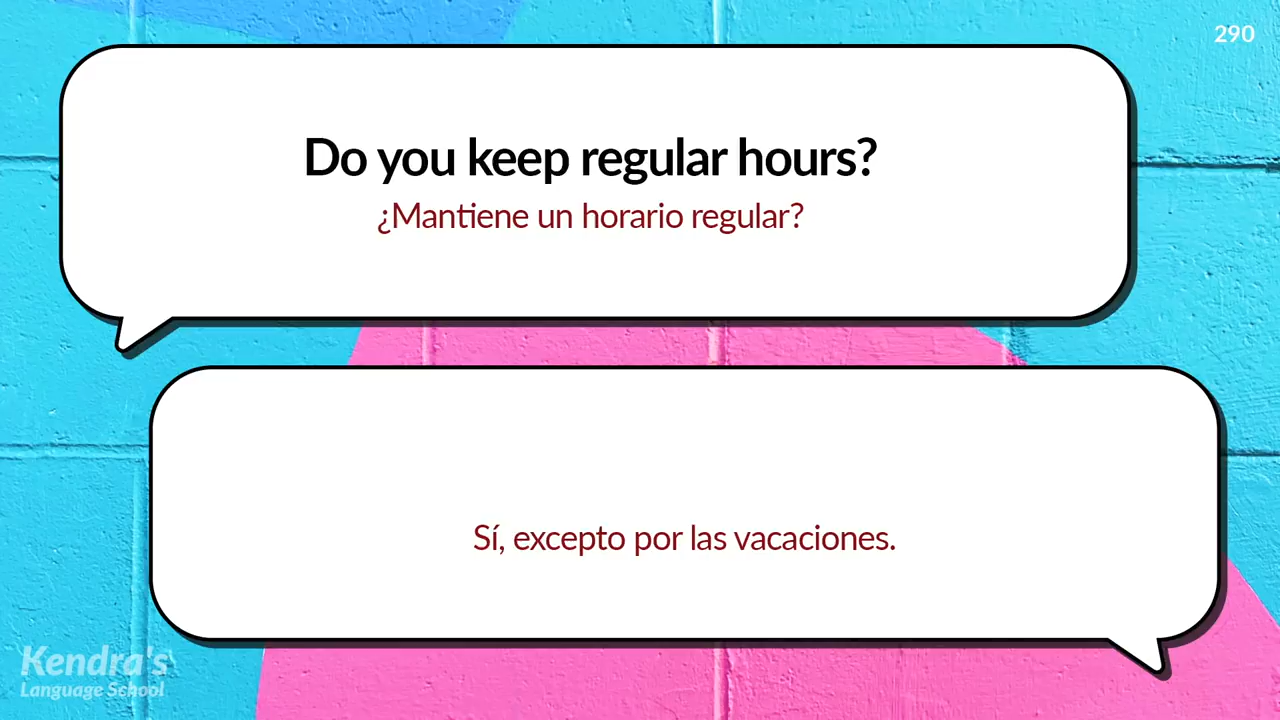 290
Do you keep regular hours?
¿Mantiene un horario regular?
Sí, excepto por las vacaciones.
Kendra's
Language School